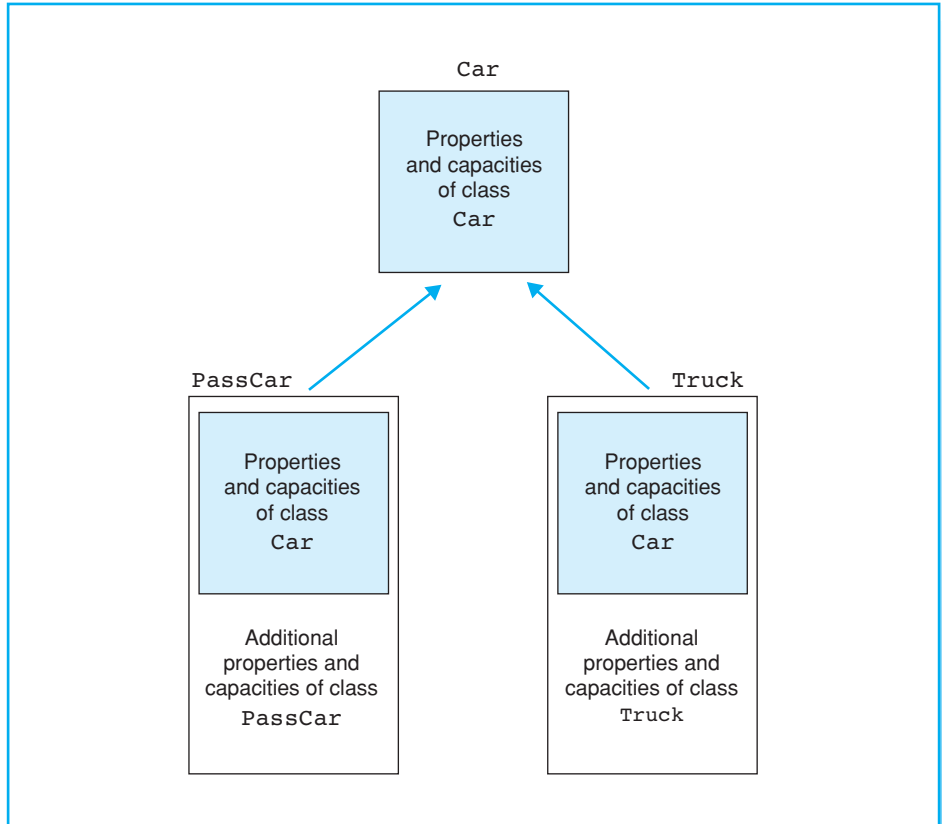 Car
Properties
and capacities
of class
Car
PassCar
Properties
and capacities
of class
Car
Additional
properties and
capacities of class
PassCar
Truck
Properties
and capacities
of class
Car
Additional
properties and
capacities of class
Truck